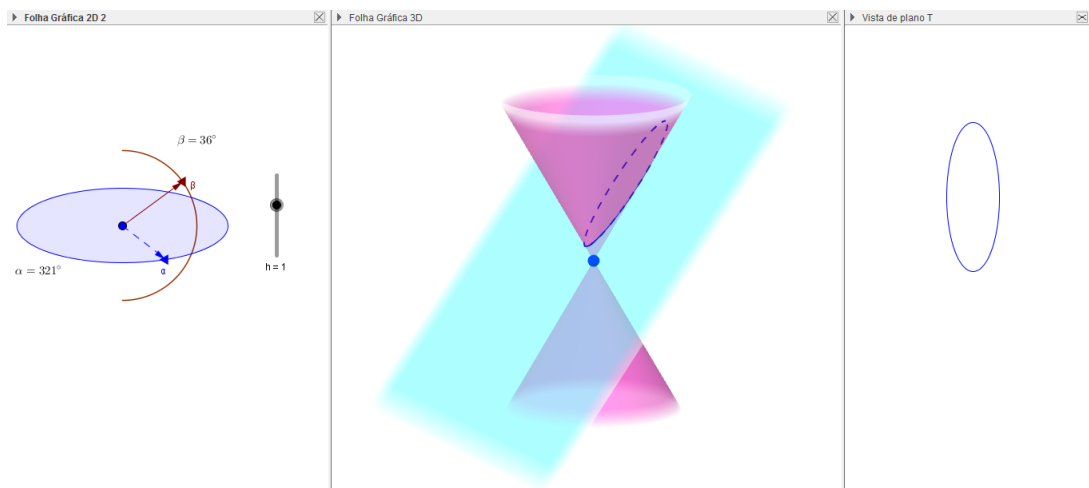 Folha Gráfica 2D 2
Folha Gráfica 3D
Vista de plano T
β = 36°
β
α
α = 321°
h = 1